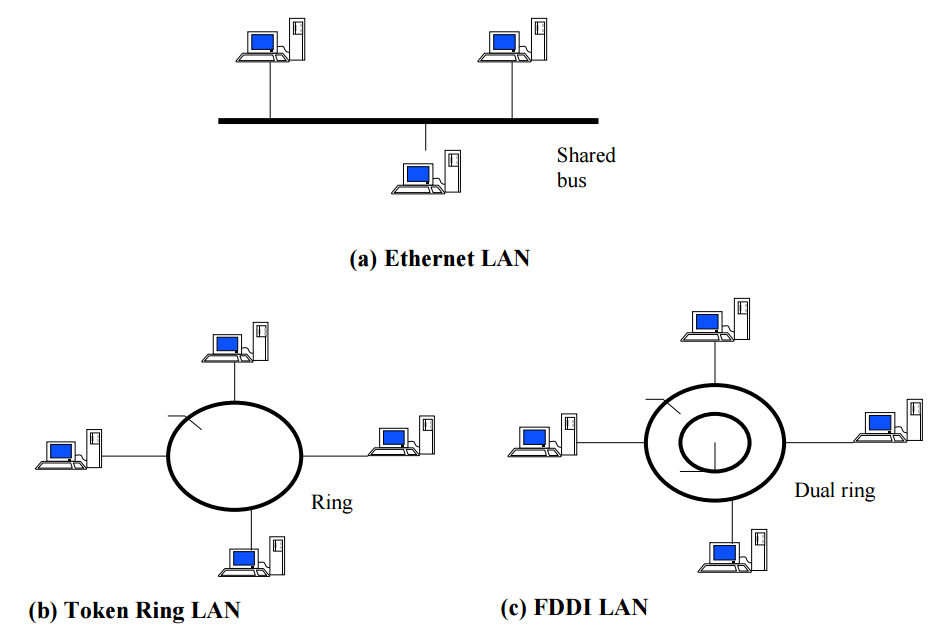 Shared
bus
(a) Ethernet LAN
Ring
Dual ring
(b) Token Ring LAN
(c) FDDI LAN